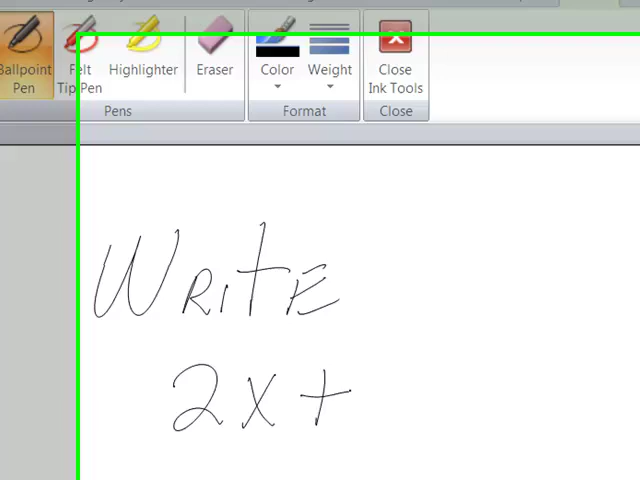 Ballpoint Pen
Felt Tip Pen
Highlighter
Eraser
Color
Weight
Close Ink Tools
Pens
Format
Close
WRITE
2x+